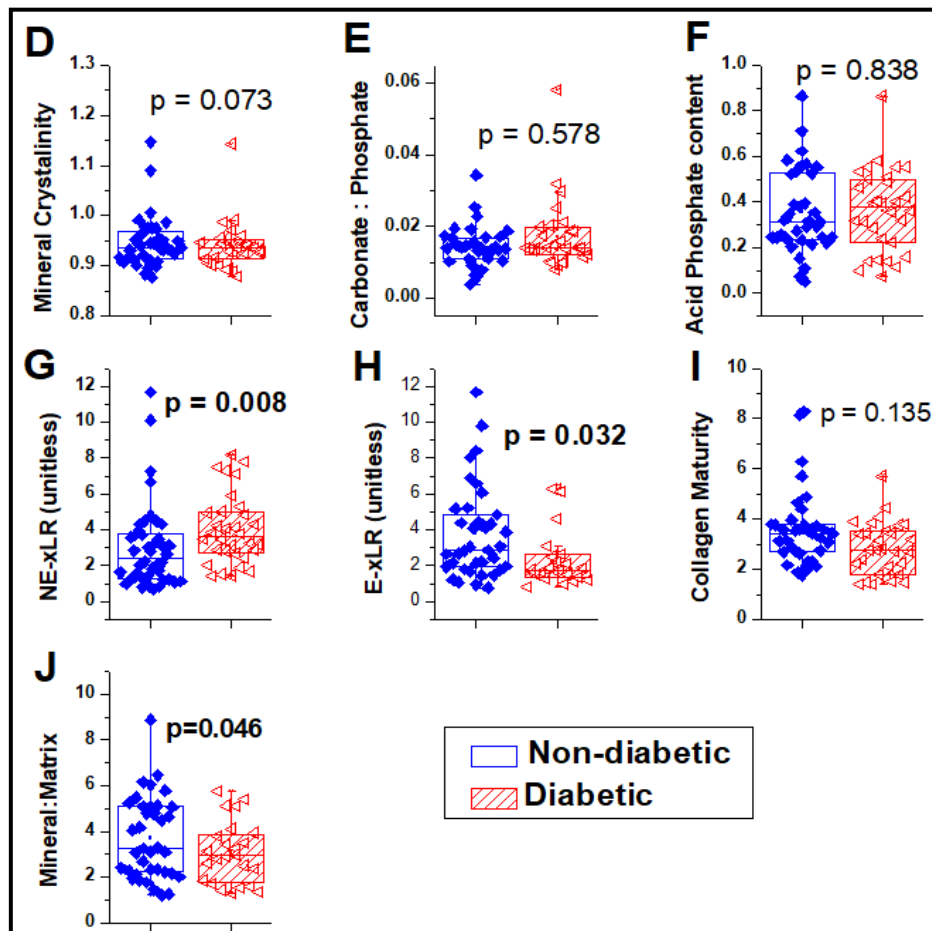 D
1.3
1.2
1.1
1.0
0.9
0.8
Mineral Crystalinity
p = 0.073
E
0.06
0.04
0.02
0.00
Carbonate : Phosphate
p = 0.578
F
1.0
0.8
0.6
0.4
0.2
0.0
Acid Phosphate content
p = 0.838
G
12
10
8
6
4
2
0
NE-xLR (unitless)
p = 0.008
H
12
10
8
6
4
2
0
E-xLR (unitless)
p = 0.032
I
10
8
6
4
2
0
Collagen Maturity
p = 0.135
J
10
8
6
4
2
0
Mineral:Matrix
p=0.046
Non-diabetic
Diabetic